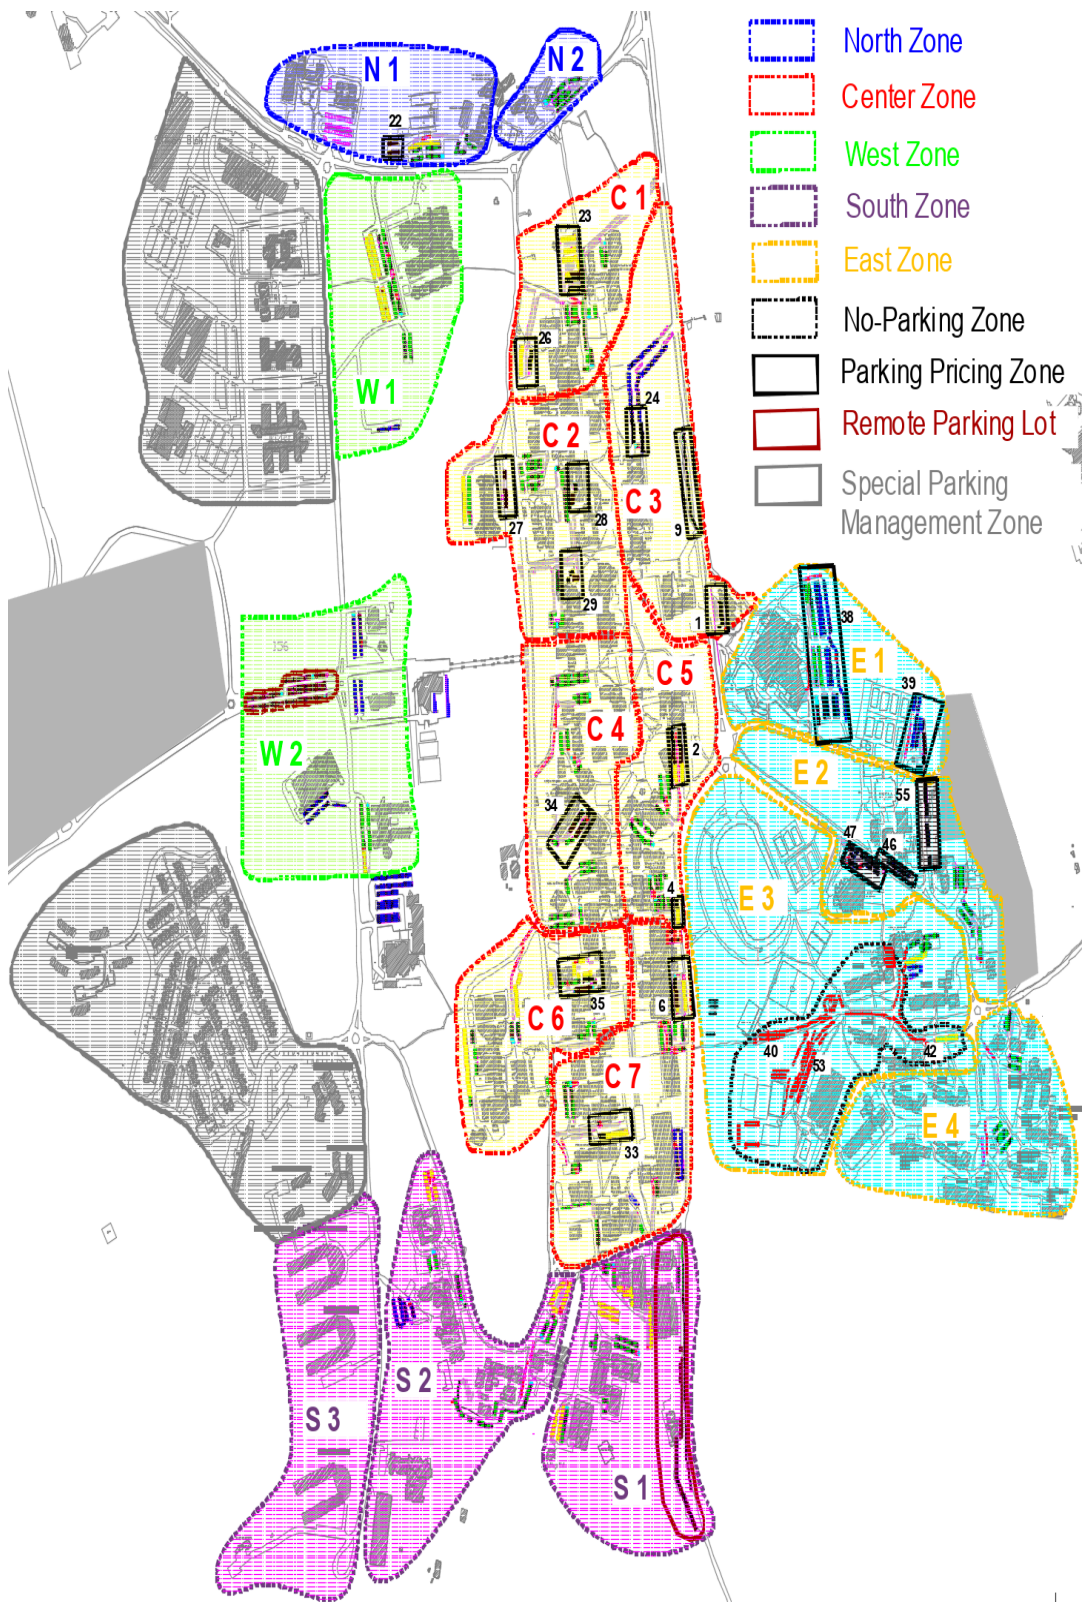 N 1
N 2
22
North Zone
Center Zone
West Zone
South Zone
East Zone
No-Parking Zone
Parking Pricing Zone
Remote Parking Lot
Special Parking
Management Zone
C 1
23
26
W 1
24
C 2
C 3
27
28
9
29
1
38
E 1
39
C 5
W 2
C 4
2
E 2
55
34
47
46
4
E 3
35
6
C 6
40
53
42
C 7
33
E 4
S 2
S 3
S 1